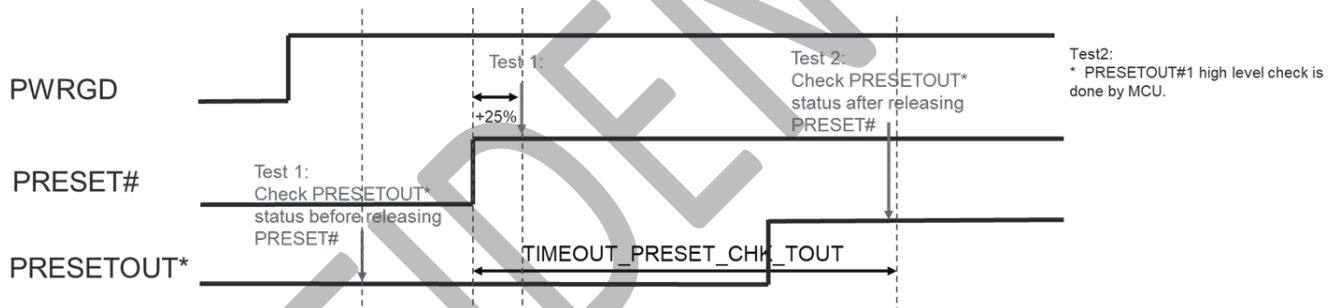 PWRGD
Test 1:
+25%
Test 2:
Check PRESETOUT*
status after releasing
PRESET#
Test2:
* PRESETOUT#1 high level check is
done by MCU.
PRESET#
Test 1:
Check PRESETOUT*
status before releasing
PRESET#
PRESETOUT*
TIMEOUT_PRESET_CHK_TOUT
IDEN